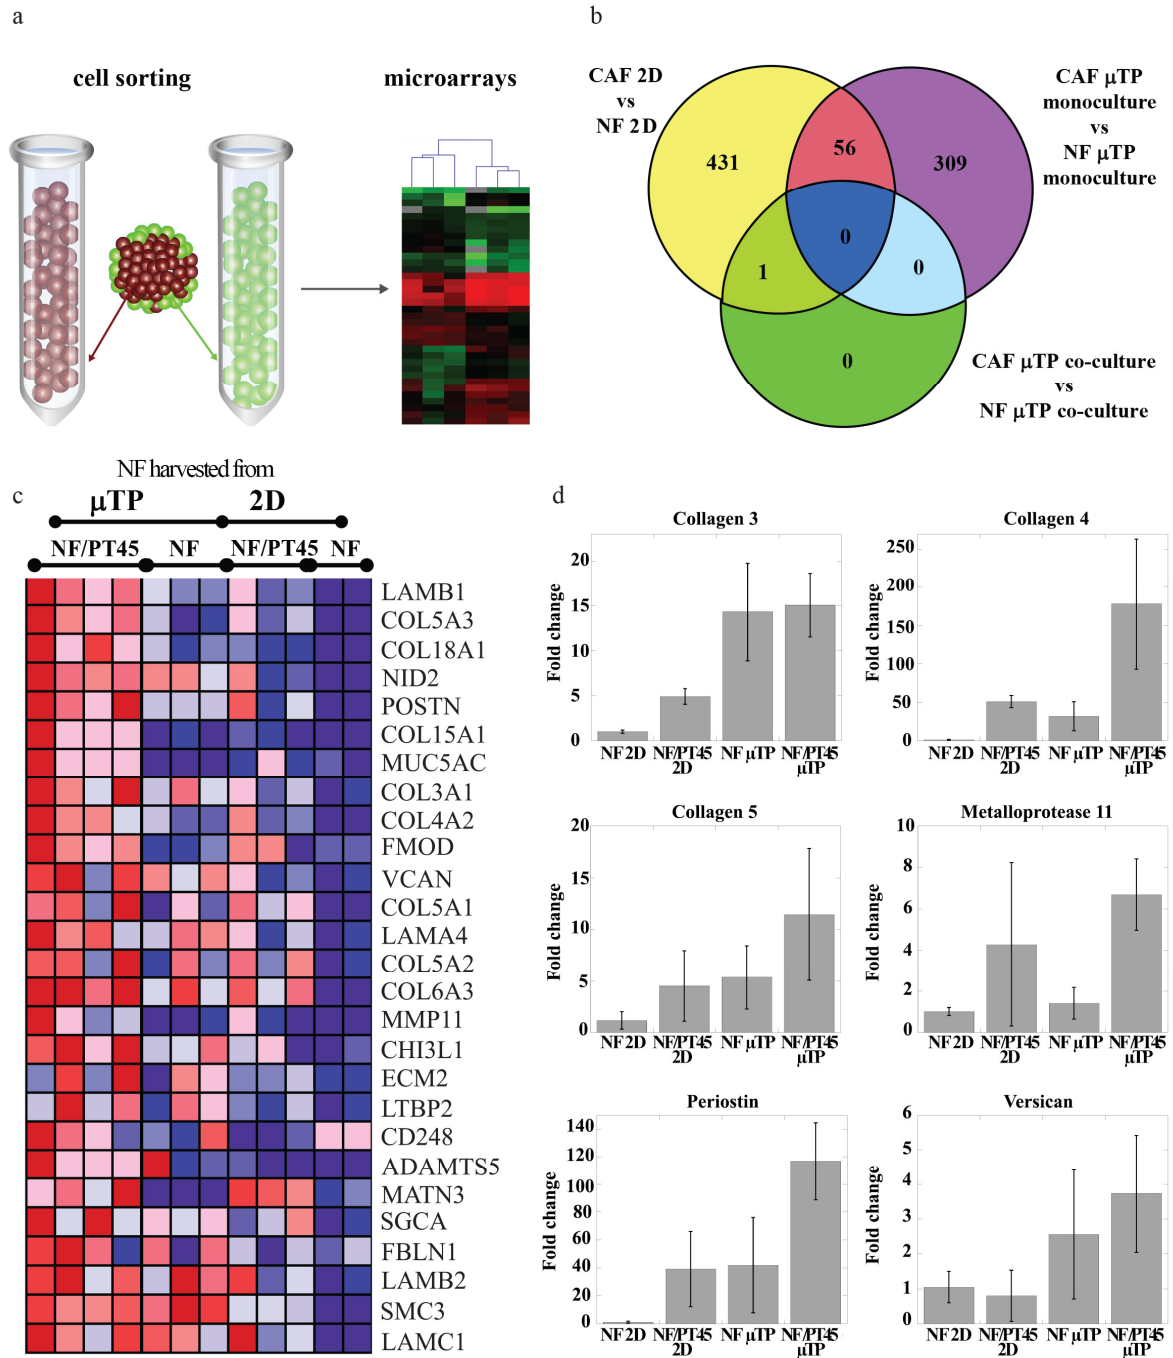 a
cell sorting
microarrays
b
CAF 2D
vs
NF 2D
CAF μTP
monoculture
vs
NF μTP
monoculture
431
56
309
0
1
0
0
CAF μTP co-culture
vs
NF μTP co-culture
c
NF harvested from
μTP
2D
NF/PT45
NF
NF/PT45
NF
LAMB1
COL5A3
COL18A1
NID2
POSTN
COL15A1
MUC5AC
COL3A1
COL4A2
FMOD
VCAN
COL5A1
LAMA4
COL5A2
COL6A3
MMP11
CHI3L1
ECM2
LTBP2
CD248
ADAMTS5
MATN3
SGCA
FBLN1
LAMB2
SMC3
LAMC1
d
Collagen 3
Fold change
20
15
10
5
0
NF 2D
NF/PT45
2D
NF μTP
NF/PT45
μTP
Collagen 4
Fold change
250
200
150
100
50
0
NF 2D
NF/PT45
2D
NF μTP
NF/PT45
μTP
Collagen 5
Fold change
20
15
10
5
0
NF 2D
NF/PT45
2D
NF μTP
NF/PT45
μTP
Metalloprotease 11
Fold change
10
8
6
4
2
0
NF 2D
NF/PT45
2D
NF μTP
NF/PT45
μTP
Periostin
Fold change
140
120
100
80
60
40
20
0
NF 2D
NF/PT45
2D
NF μTP
NF/PT45
μTP
Versican
Fold change
6
5
4
3
2
1
0
NF 2D
NF/PT45
2D
NF μTP
NF/PT45
μTP